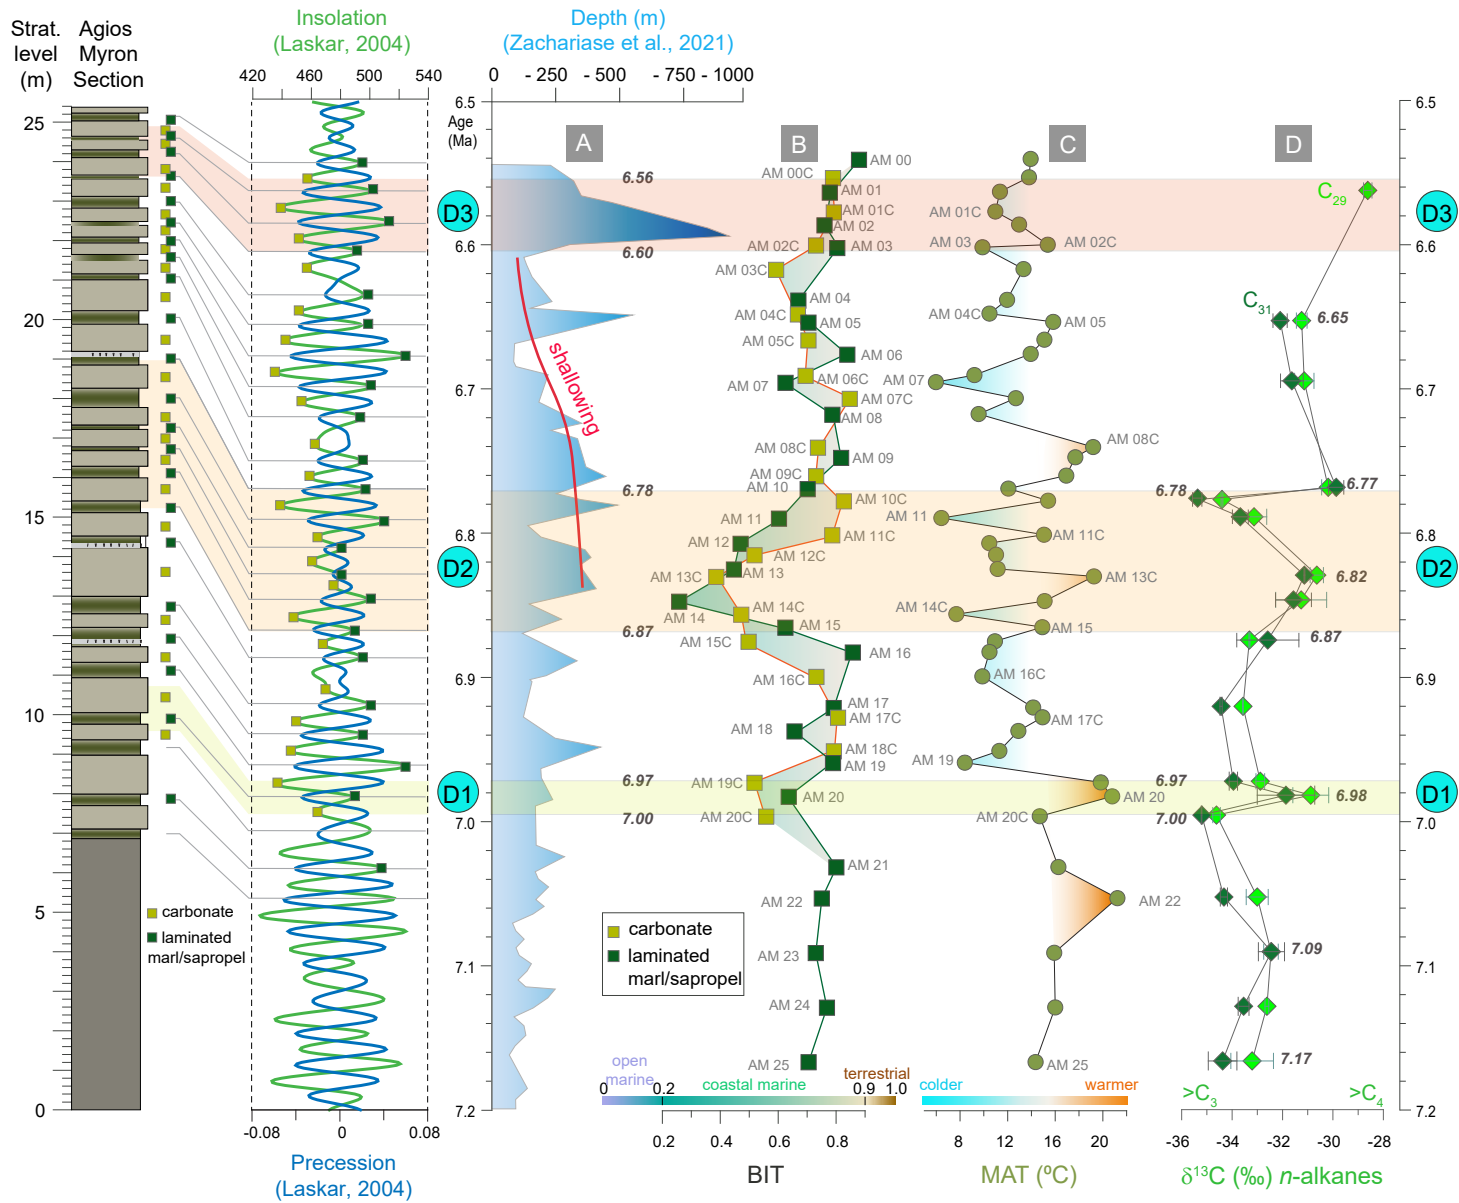 Strat.
level
(m)
Agios
Myron
Section
Insolation
(Laskar, 2004)
420 460 500 540
Depth (m)
(Zachariase et al., 2021)
0 - 250 - 500 - 750 - 1000
25
20
15
10
5
0
carbonate
laminated
marl/sapropel
-0.08 0 0.08
Precession
(Laskar, 2004)
D3
D2
D1
6.5
Age
(Ma)
6.6
6.7
6.8
6.9
7.0
7.1
7.2
A
shallowing
6.56
6.60
6.78
6.87
6.97
7.00
B
AM 00
AM 00C
AM 01
AM 01C
AM 02
AM 02C
AM 03
AM 03C
AM 04
AM 04C
AM 05
AM 05C
AM 06
AM 06C
AM 07
AM 07C
AM 08
AM 08C
AM 09
AM 09C
AM 10
AM 10C
AM 11
AM 11C
AM 12
AM 12C
AM 13
AM 13C
AM 14C
AM 14
AM 15
AM 15C
AM 16
AM 16C
AM 17
AM 17C
AM 18
AM 18C
AM 19
AM 19C
AM 20
AM 20C
AM 21
AM 22
AM 23
AM 24
AM 25
carbonate
laminated
marl/sapropel
open
marine
coastal marine
terrestrial
0 0.2 0.9 1.0
0.2 0.4 0.6 0.8
BIT
C
AM 01C
AM 03
AM 02C
AM 04C
AM 05
AM 07
AM 08C
AM 10C
AM 11
AM 11C
AM 13C
AM 14C
AM 15
AM 16C
AM 17C
AM 19
AM 20
AM 20C
AM 22
AM 25
colder
warmer
8 12 16 20
MAT (ºC)
D
C29
C31
6.65
6.77
6.78
6.82
6.87
6.97
6.98
7.00
7.09
7.17
>C3
>C4
-36 -34 -32 -30 -28
δ13C (‰) n-alkanes
6.5
6.6
6.7
6.8
6.9
7.0
7.1
7.2
D3
D2
D1